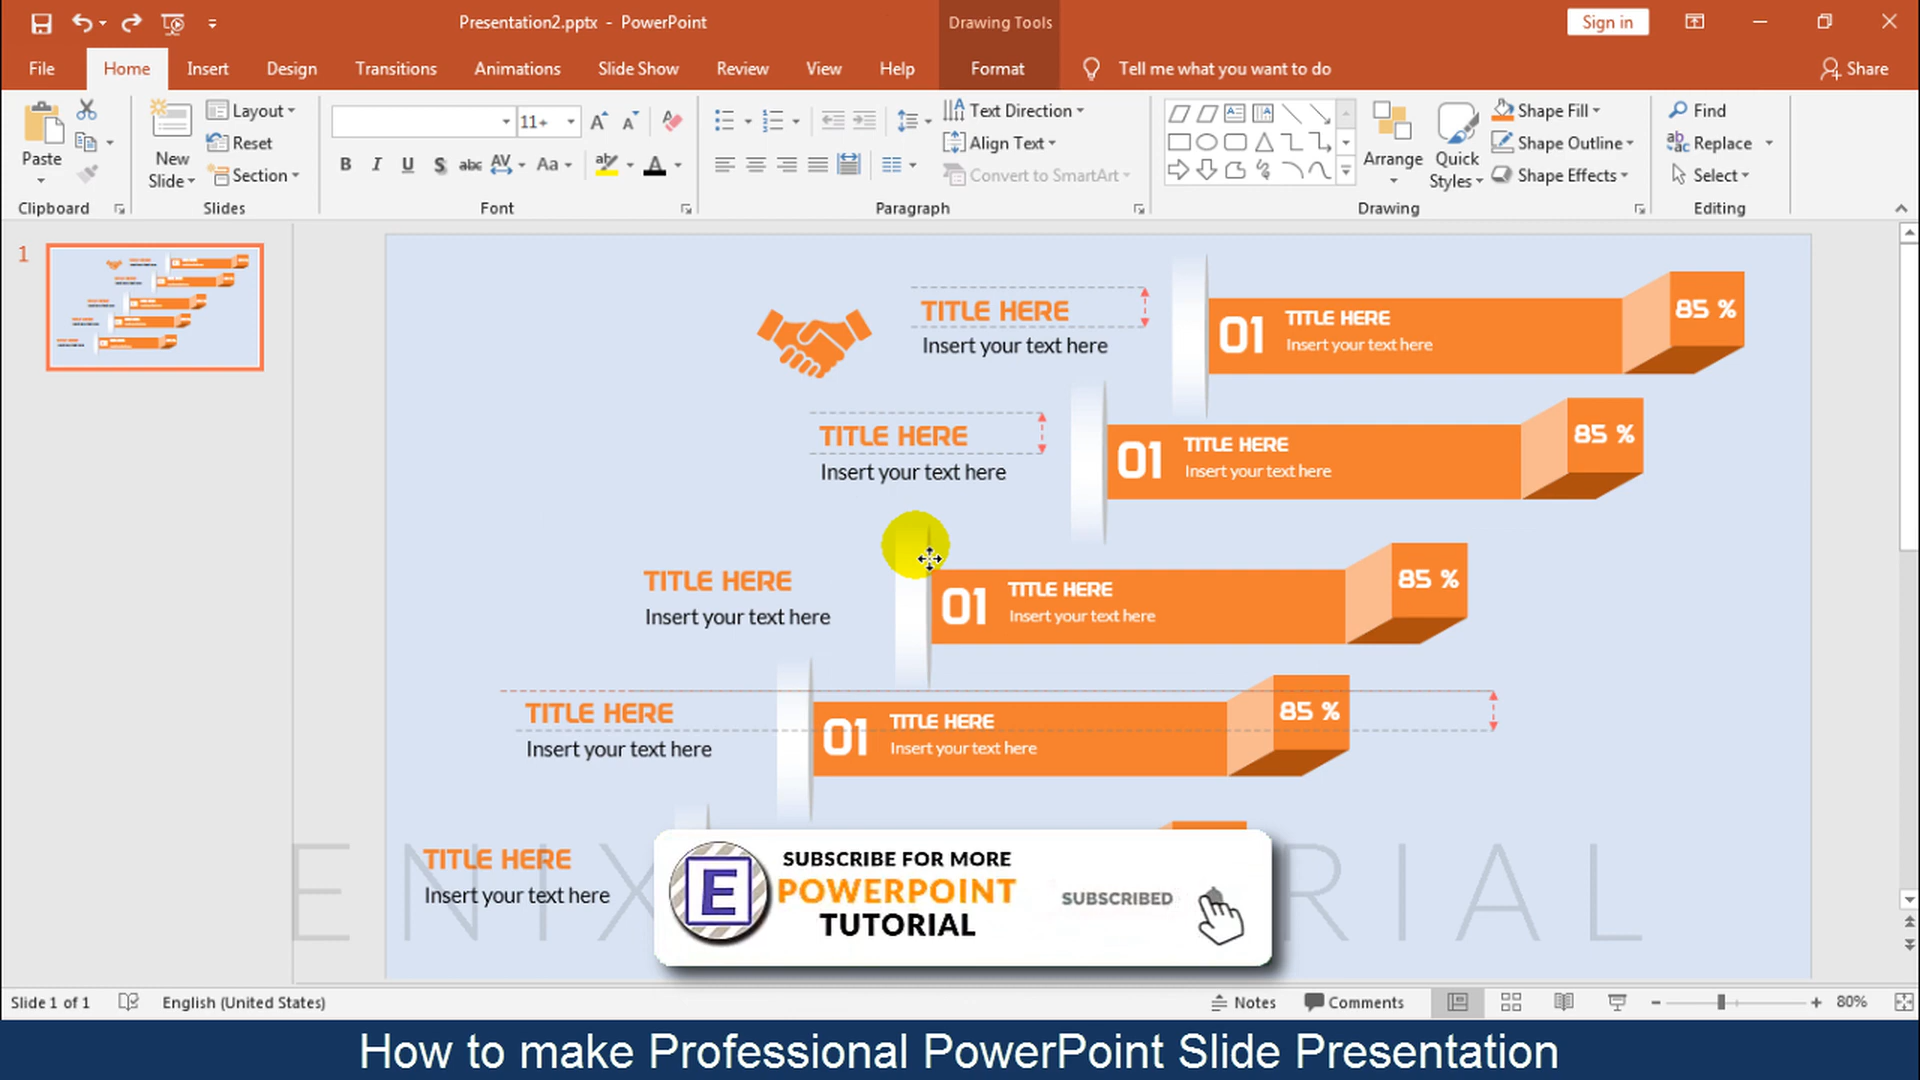 Presentation2.pptx - PowerPoint
Drawing Tools
Sign in
File
Home
Insert
Design
Transitions
Animations
Slide Show
Review
View
Help
Format
Tell me what you want to do
Share
Paste
New
Slide
Layout
Reset
Section
11+
B I U S abc AV Aa A
Text Direction
Align Text
Convert to SmartArt
Arrange
Quick
Styles
Shape Fill
Shape Outline
Shape Effects
Find
Replace
Select
Clipboard
Slides
Font
Paragraph
Drawing
Editing
1
TITLE HERE
Insert your text here
01
TITLE HERE
Insert your text here
85 %
TITLE HERE
Insert your text here
01
TITLE HERE
Insert your text here
85 %
TITLE HERE
Insert your text here
01
TITLE HERE
Insert your text here
85 %
TITLE HERE
Insert your text here
01
TITLE HERE
Insert your text here
85 %
TITLE HERE
Insert your text here
E
SUBSCRIBE FOR MORE
POWERPOINT
TUTORIAL
SUBSCRIBED
Slide 1 of 1
English (United States)
Notes
Comments
80%
How to make Professional PowerPoint Slide Presentation